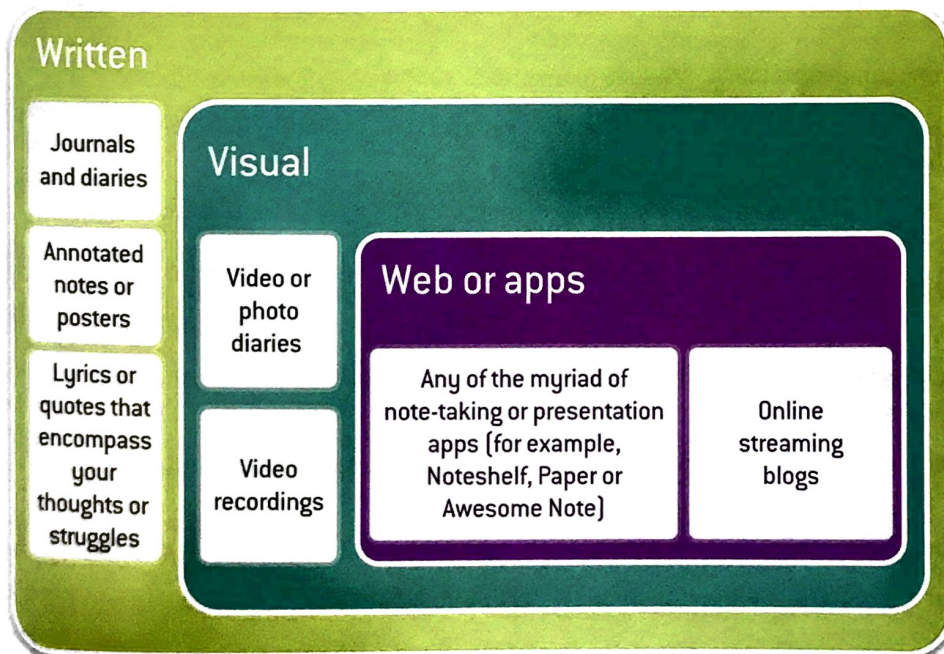 Written
Journals
and diaries
Annotated
notes or
posters
Lyrics or
quotes that
encompass
your
thoughts or
struggles
Visual
Video or
photo
diaries
Video
recordings
Web or apps
Any of the myriad of
note-taking or presentation
apps (for example,
Noteshelf, Paper or
Awesome Note)
Online
streaming
blogs